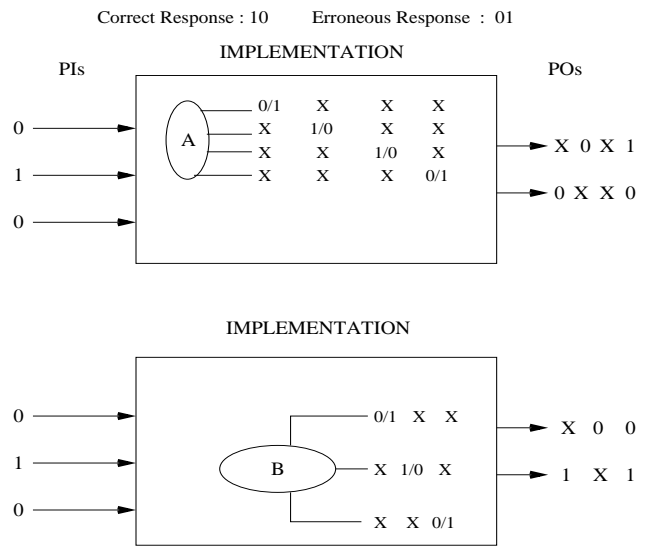 Correct Response : 10 Erroneous Response : 01
IMPLEMENTATION
PIs
POs
0/1 X X X
0
A
X 1/0 X X
X 0 X 1
X X 1/0 X
1
X X X 0/1
0 X X 0
0
IMPLEMENTATION
0
0/1 X X
X 0 0
1
B
X 1/0 X
1 X 1
0
X X 0/1